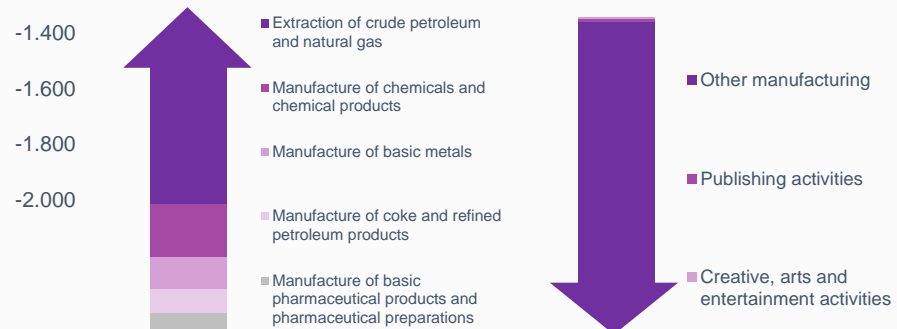 -1.400
-1.600
-1.800
-2.000
Extraction of crude petroleum
and natural gas
Manufacture of chemicals and
chemical products
Manufacture of basic metals
Manufacture of coke and refined
petroleum products
Manufacture of basic
pharmaceutical products and
pharmaceutical preparations
Other manufacturing
Publishing activities
Creative, arts and
entertainment activities